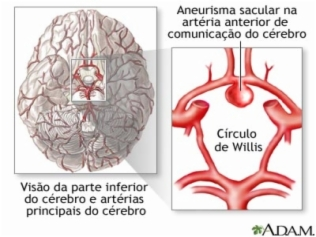 Aneurisma sacular na
artéria anterior de
comunicação do cérebro
Círculo
de Willis
Visão da parte inferior
do cérebro e artérias
principais do cérebro
ADAM.